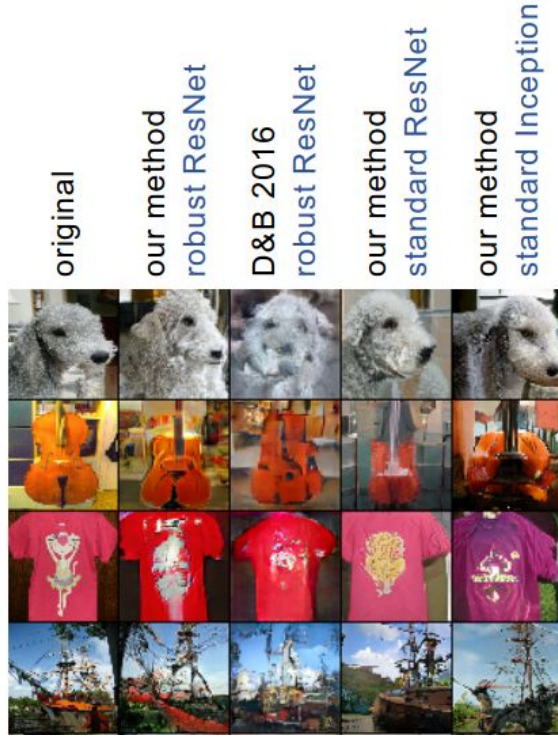 original
our method
robust ResNet
D&B 2016
robust ResNet
our method
standard ResNet
our method
standard Inception